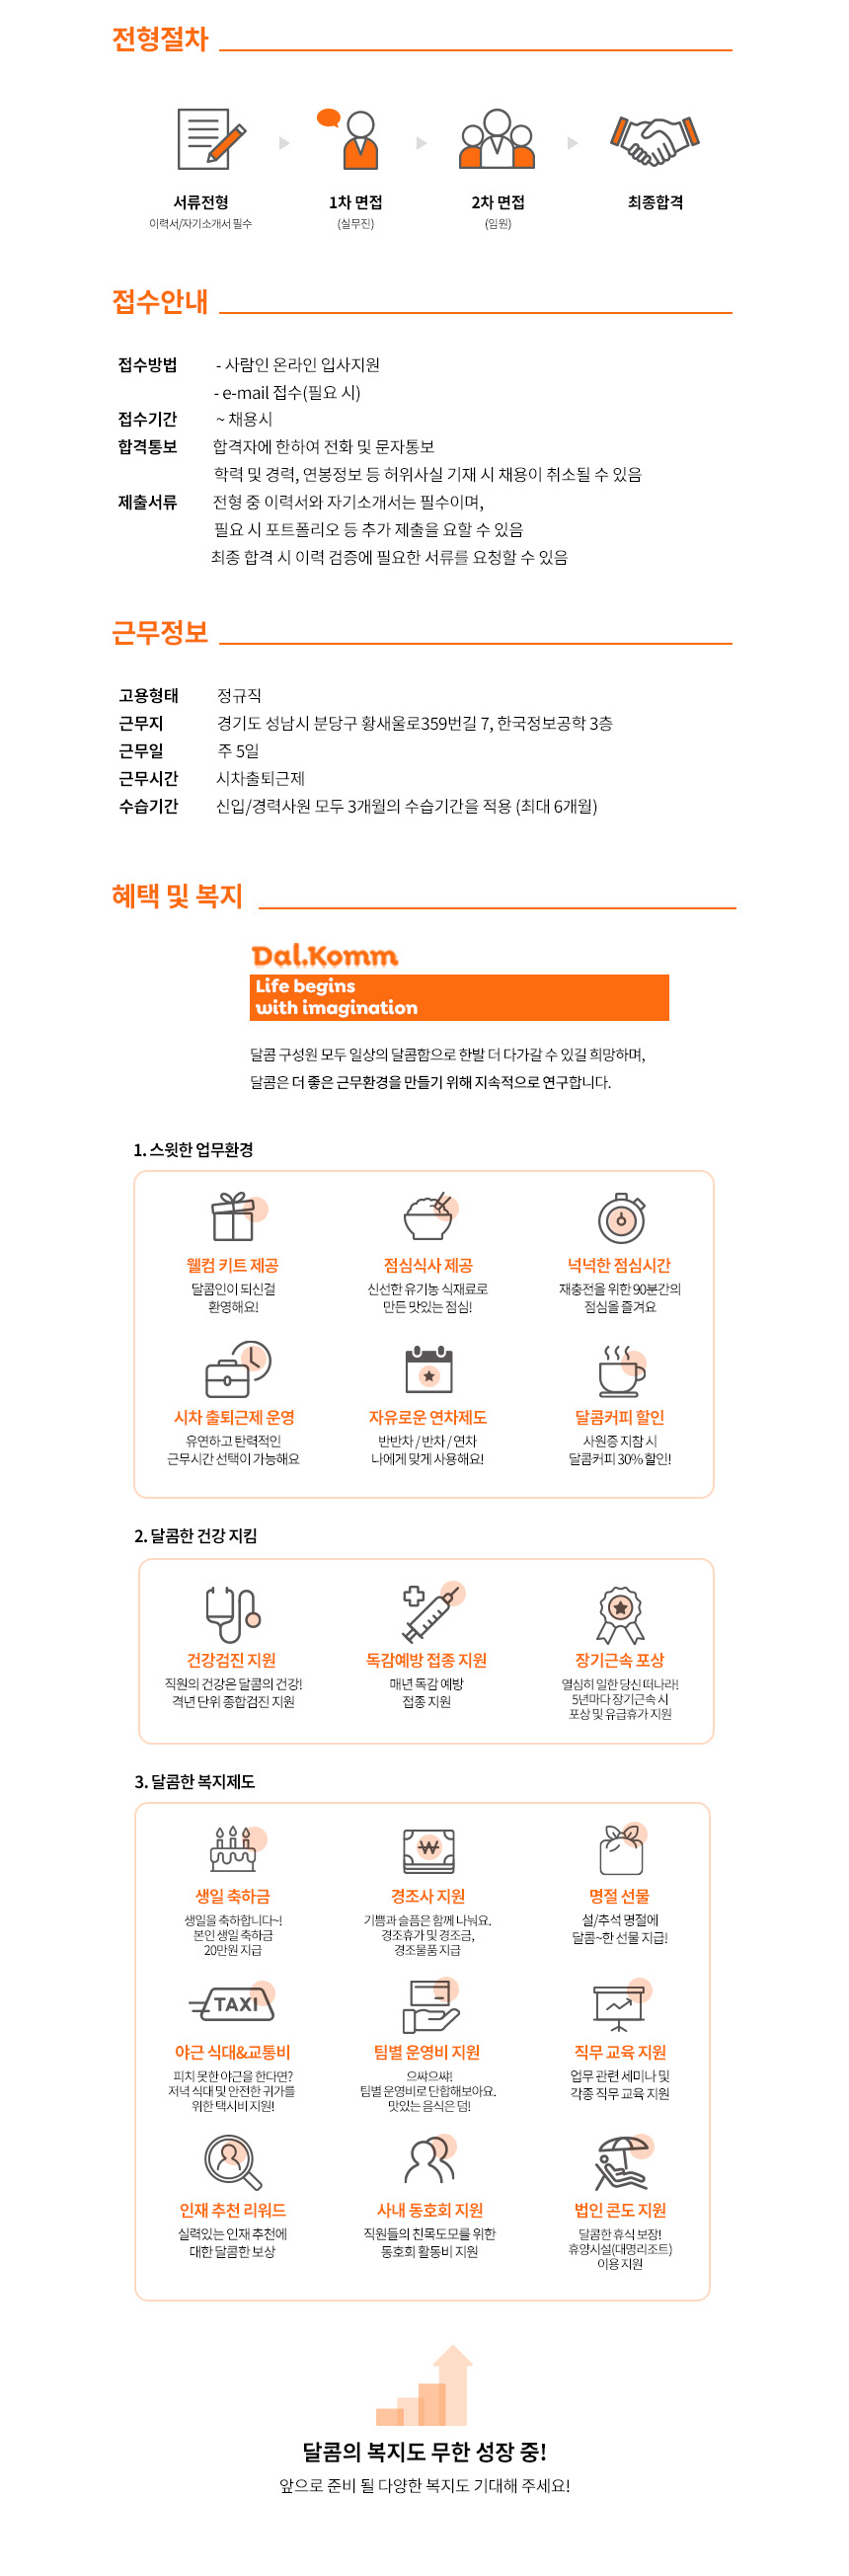 전형절차
서류전형
이력서/자기소개서 필수
1차 면접
(실무진)
2차 면접
(임원)
최종합격
접수안내
접수방법 - 사람인 온라인 입사지원
- e-mail 접수(필요 시)
접수기간 ~ 채용시
합격통보 합격자에 한하여 전화 및 문자통보
학력 및 경력, 연봉정보 등 허위사실 기재 시 채용이 취소될 수 있음
제출서류 전형 중 이력서와 자기소개서는 필수이며,
필요 시 포트폴리오 등 추가 제출을 요할 수 있음
최종 합격 시 이력 검증에 필요한 서류를 요청할 수 있음
근무정보
고용형태 정규직
근무지 경기도 성남시 분당구 황새울로359번길 7, 한국정보공학 3층
근무일 주 5일
근무시간 시차출퇴근제
수습기간 신입/경력사원 모두 3개월의 수습기간을 적용 (최대 6개월)
혜택 및 복지
Dal.Komm
Life begins
with imagination
달콤 구성원 모두 일상의 달콤함으로 한발 더 다가갈 수 있길 희망하며,
달콤은 더 좋은 근무환경을 만들기 위해 지속적으로 연구합니다.
1. 스윗한 업무환경
웰컴 키트 제공
달콤인이 되신걸
환영해요!
점심식사 제공
신선한 유기농 식재료로
만든 맛있는 점심!
넉넉한 점심시간
재충전을 위한 90분간의
점심을 즐겨요
시차 출퇴근제 운영
유연하고 탄력적인
근무시간 선택이 가능해요
자유로운 연차제도
반반차 / 반차 / 연차
나에게 맞게 사용해요!
달콤커피 할인
사원증 지참 시
달콤커피 30% 할인!
2. 달콤한 건강 지킴
건강검진 지원
직원의 건강은 달콤의 건강!
격년 단위 종합검진 지원
독감예방 접종 지원
매년 독감 예방
접종 지원
장기근속 포상
열심히 일한 당신 떠나라!
5년마다 장기근속 시
포상 및 유급휴가 지원
3. 달콤한 복지제도
생일 축하금
생일을 축하합니다~!
본인 생일 축하금
20만원 지급
경조사 지원
기쁨과 슬픔은 함께 나눠요.
경조휴가 및 경조금,
경조물품 지급
명절 선물
설/추석 명절에
달콤~한 선물 지급!
TAXI
야근 식대&교통비
피치 못한 야근을 한다면?
저녁 식대 및 안전한 귀가를
위한 택시비 지원!
팀별 운영비 지원
으쌰으쌰!
팀별 운영비로 단합해보아요.
맛있는 음식은 덤!
직무 교육 지원
업무 관련 세미나 및
각종 직무 교육 지원
인재 추천 리워드
실력있는 인재 추천에
대한 달콤한 보상
사내 동호회 지원
직원들의 친목도모를 위한
동호회 활동비 지원
법인 콘도 지원
달콤한 휴식 보장!
휴양시설(대명리조트)
이용 지원
달콤의 복지도 무한 성장 중!
앞으로 준비 될 다양한 복지도 기대해 주세요!